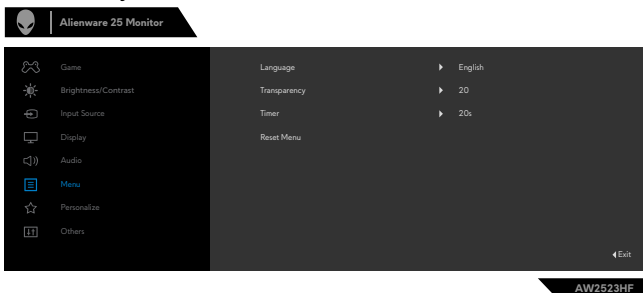 Alienware 25 Monitor
Game
Brightness/Contrast
Input Source
Display
Audio
Menu
Personalize
Others
Language English
Transparency 20
Timer 20s
Reset Menu
Exit
AW2523HF